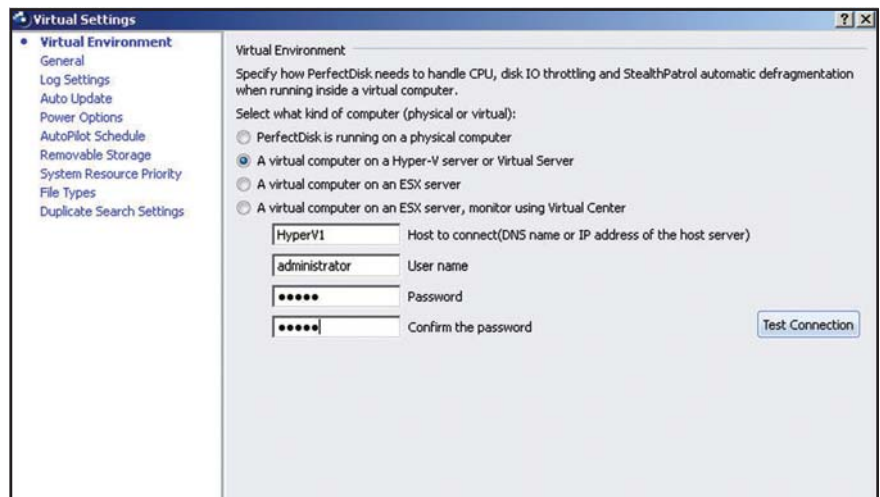 Virtual Settings
Virtual Environment
General
Log Settings
Auto Update
Power Options
AutoPilot Schedule
Removable Storage
System Resource Priority
File Types
Duplicate Search Settings
Virtual Environment
Specify how PerfectDisk needs to handle CPU, disk IO throttling and StealthPatrol automatic defragmentation
when running inside a virtual computer.
Select what kind of computer (physical or virtual):
PerfectDisk is running on a physical computer
A virtual computer on a Hyper-V server or Virtual Server
A virtual computer on an ESX server
A virtual computer on an ESX server, monitor using Virtual Center
HyperV1 Host to connect(DNS name or IP address of the host server)
administrator User name
●●●●● Password
●●●●● Confirm the password
Test Connection